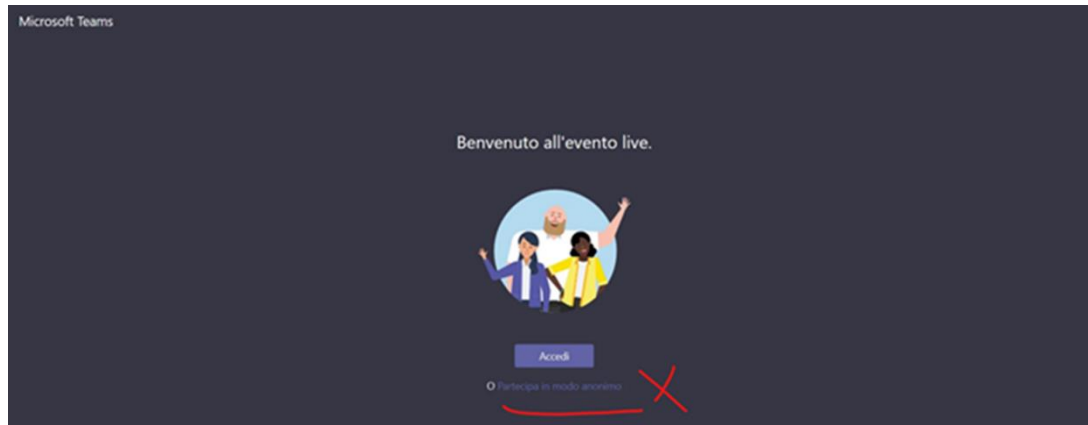 Microsoft Teams
Benvenuto all'evento live.
Accedi
O Partecipa in modo anonimo